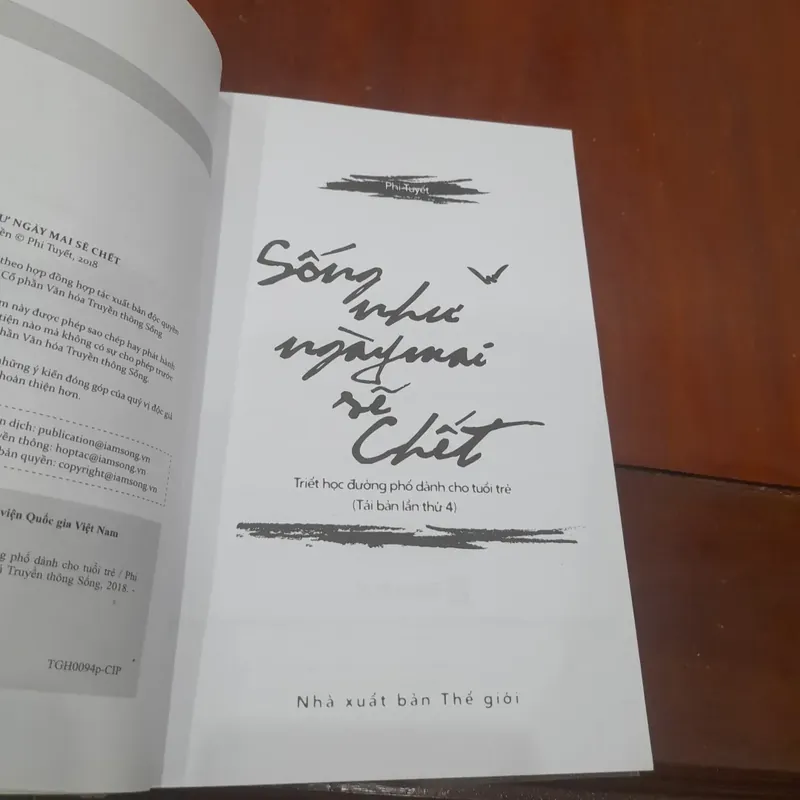 Ư NGÀY MAI SẼ CHẾT
ền © Phi Tuyết, 2018
theo hợp đồng hợp tác xuất bản độc quyền
Cổ phần Văn hóa Truyền thông Sống
m này được phép sao chép hay phát hành
tiện nào mà không có sự cho phép trước
hần Văn hóa Truyền thông Sống.
những ý kiến đóng góp của quý vị độc giả
hoàn thiện hơn.
n dịch: publication@iamsong.vn
yền thông: hoptac@iamsong.vn
bản quyền: copyright@iamsong.vn
viện Quốc gia Việt Nam
g phố dành cho tuổi trẻ / Phi
á Truyền thông Sống, 2018. -
TGH0094p-CIP
Phi Tuyết
Sống
như
ngày mai
sẽ
Chết
Triết học đường phố dành cho tuổi trẻ
(Tái bản lần thứ 4)
Nhà xuất bản Thế giới